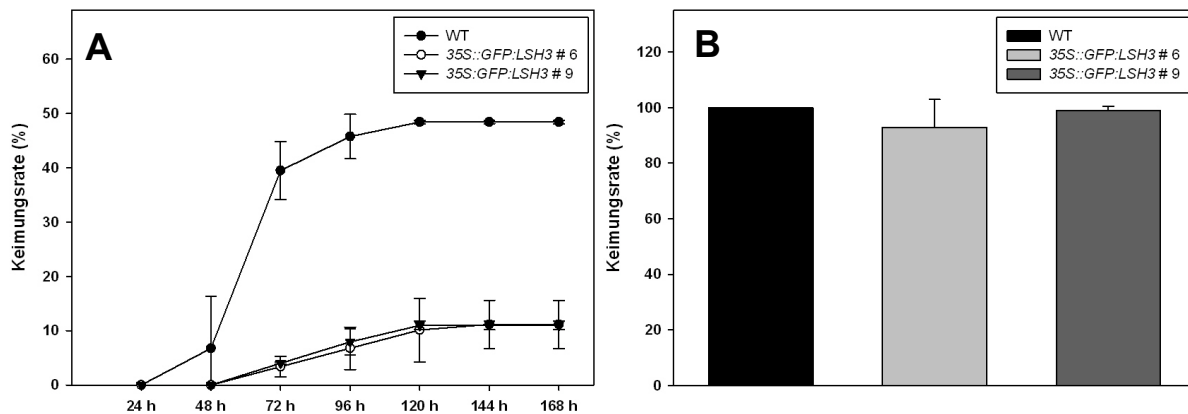 A
WT
35S::GFP:LSH3 # 6
35S:GFP:LSH3 # 9
Keimungsrate (%)
60
50
40
30
20
10
0
24 h 48 h 72 h 96 h 120 h 144 h 168 h
B
WT
35S::GFP:LSH3 # 6
35S:GFP:LSH3 # 9
Keimungsrate (%)
120
100
80
60
40
20
0